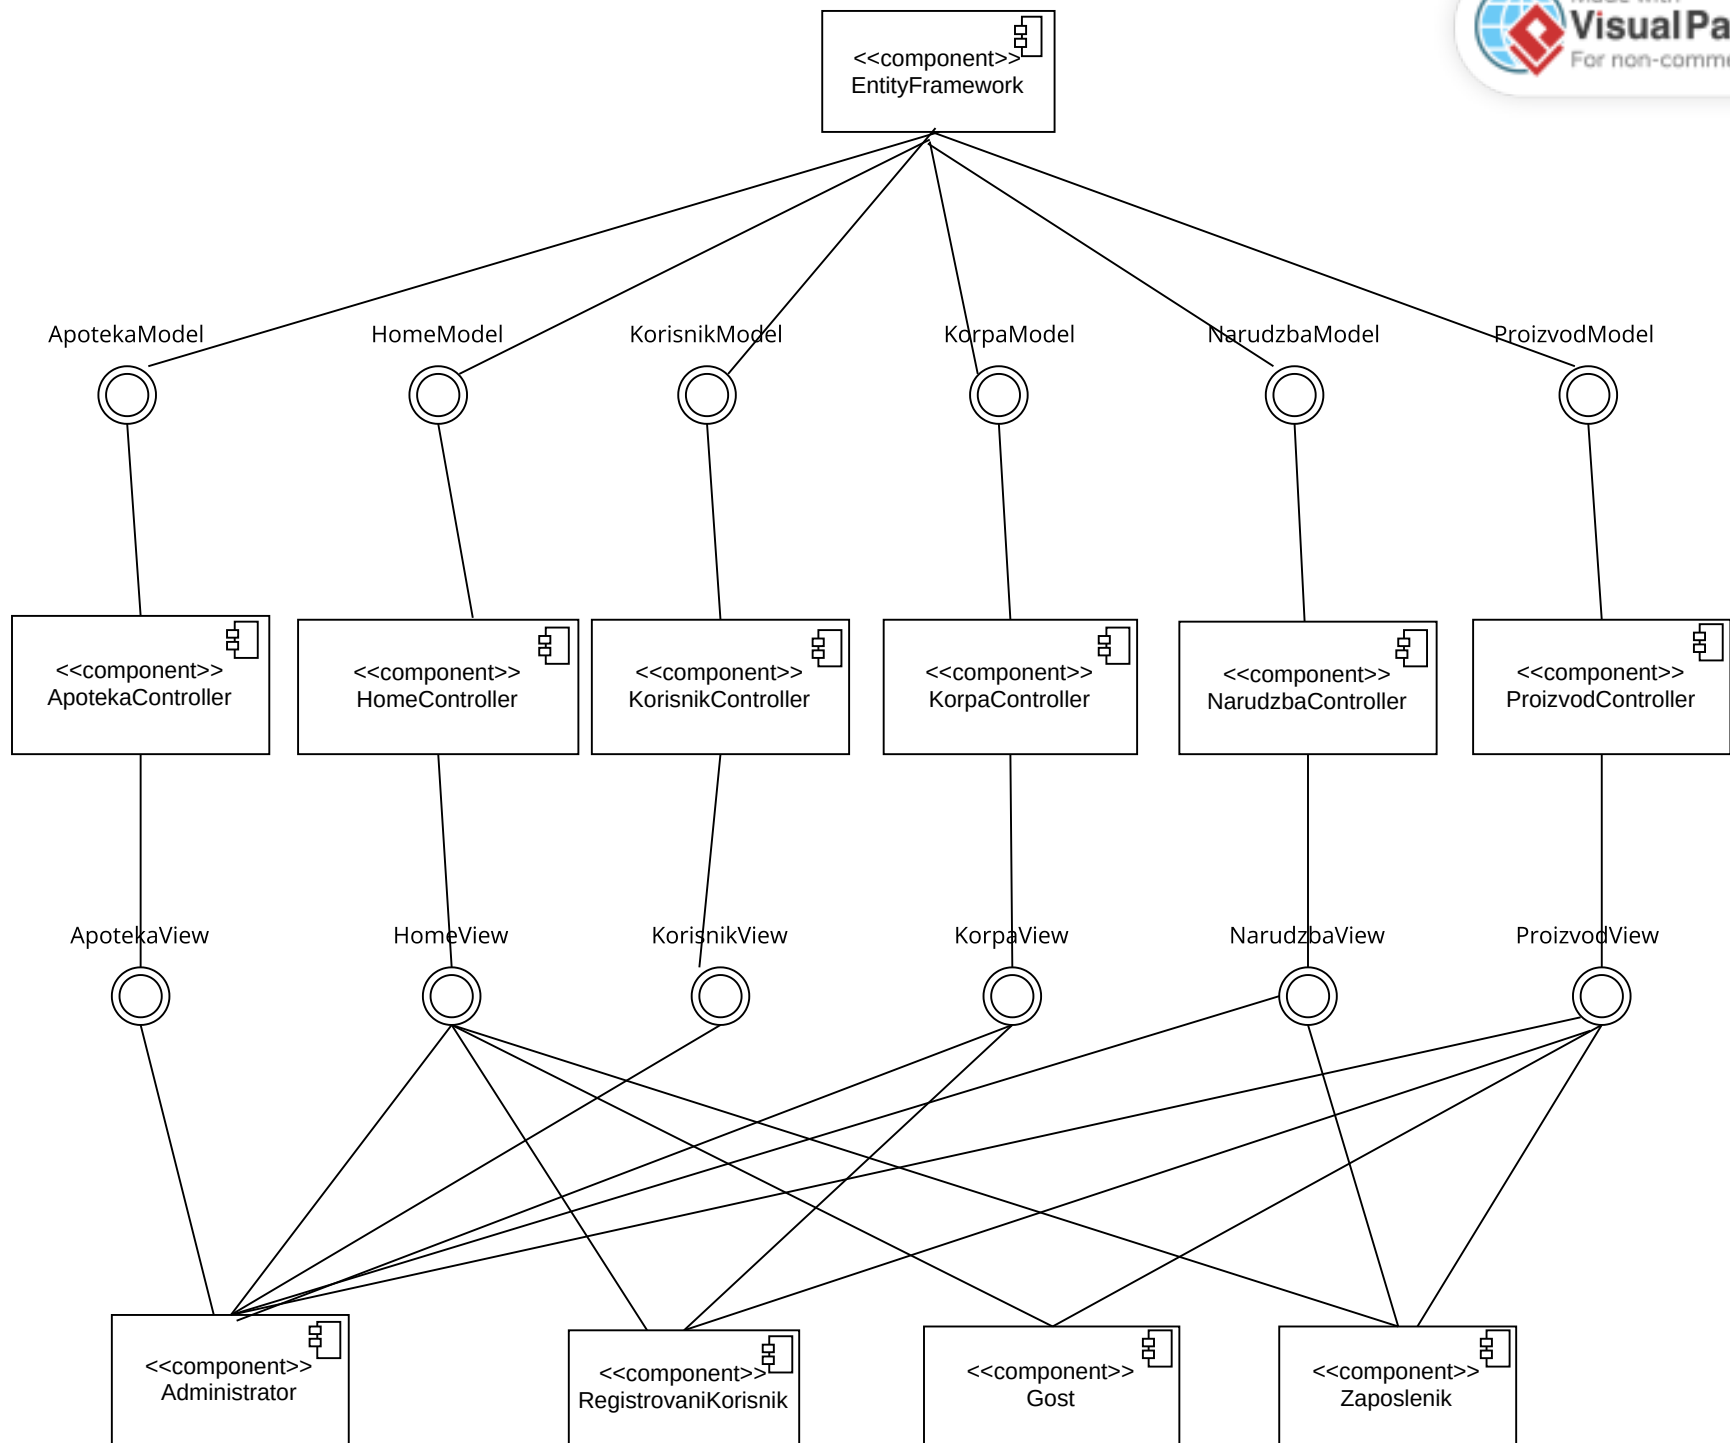 Visual Pa
For non-comme
<<component>>
EntityFramework
ApotekaModel
HomeModel
KorisnikModel
KorpaModel
NarudzbaModel
ProizvodModel
<<component>>
ApotekaController
<<component>>
HomeController
<<component>>
KorisnikController
<<component>>
KorpaController
<<component>>
NarudzbaController
<<component>>
ProizvodController
ApotekaView
HomeView
KorisnikView
KorpaView
NarudzbaView
ProizvodView
<<component>>
Administrator
<<component>>
RegistrovaniKorisnik
<<component>>
Gost
<<component>>
Zaposlenik